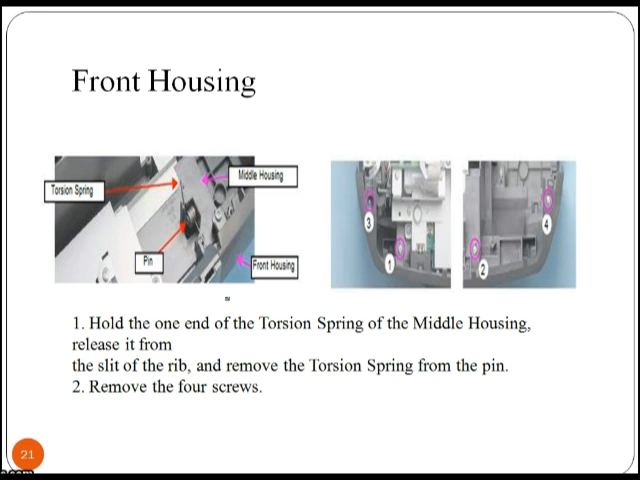 Front Housing
Torsion Spring
Middle Housing
Pin
Front Housing
3
1
2
4
1. Hold the one end of the Torsion Spring of the Middle Housing,
release it from
the slit of the rib, and remove the Torsion Spring from the pin.
2. Remove the four screws.
21